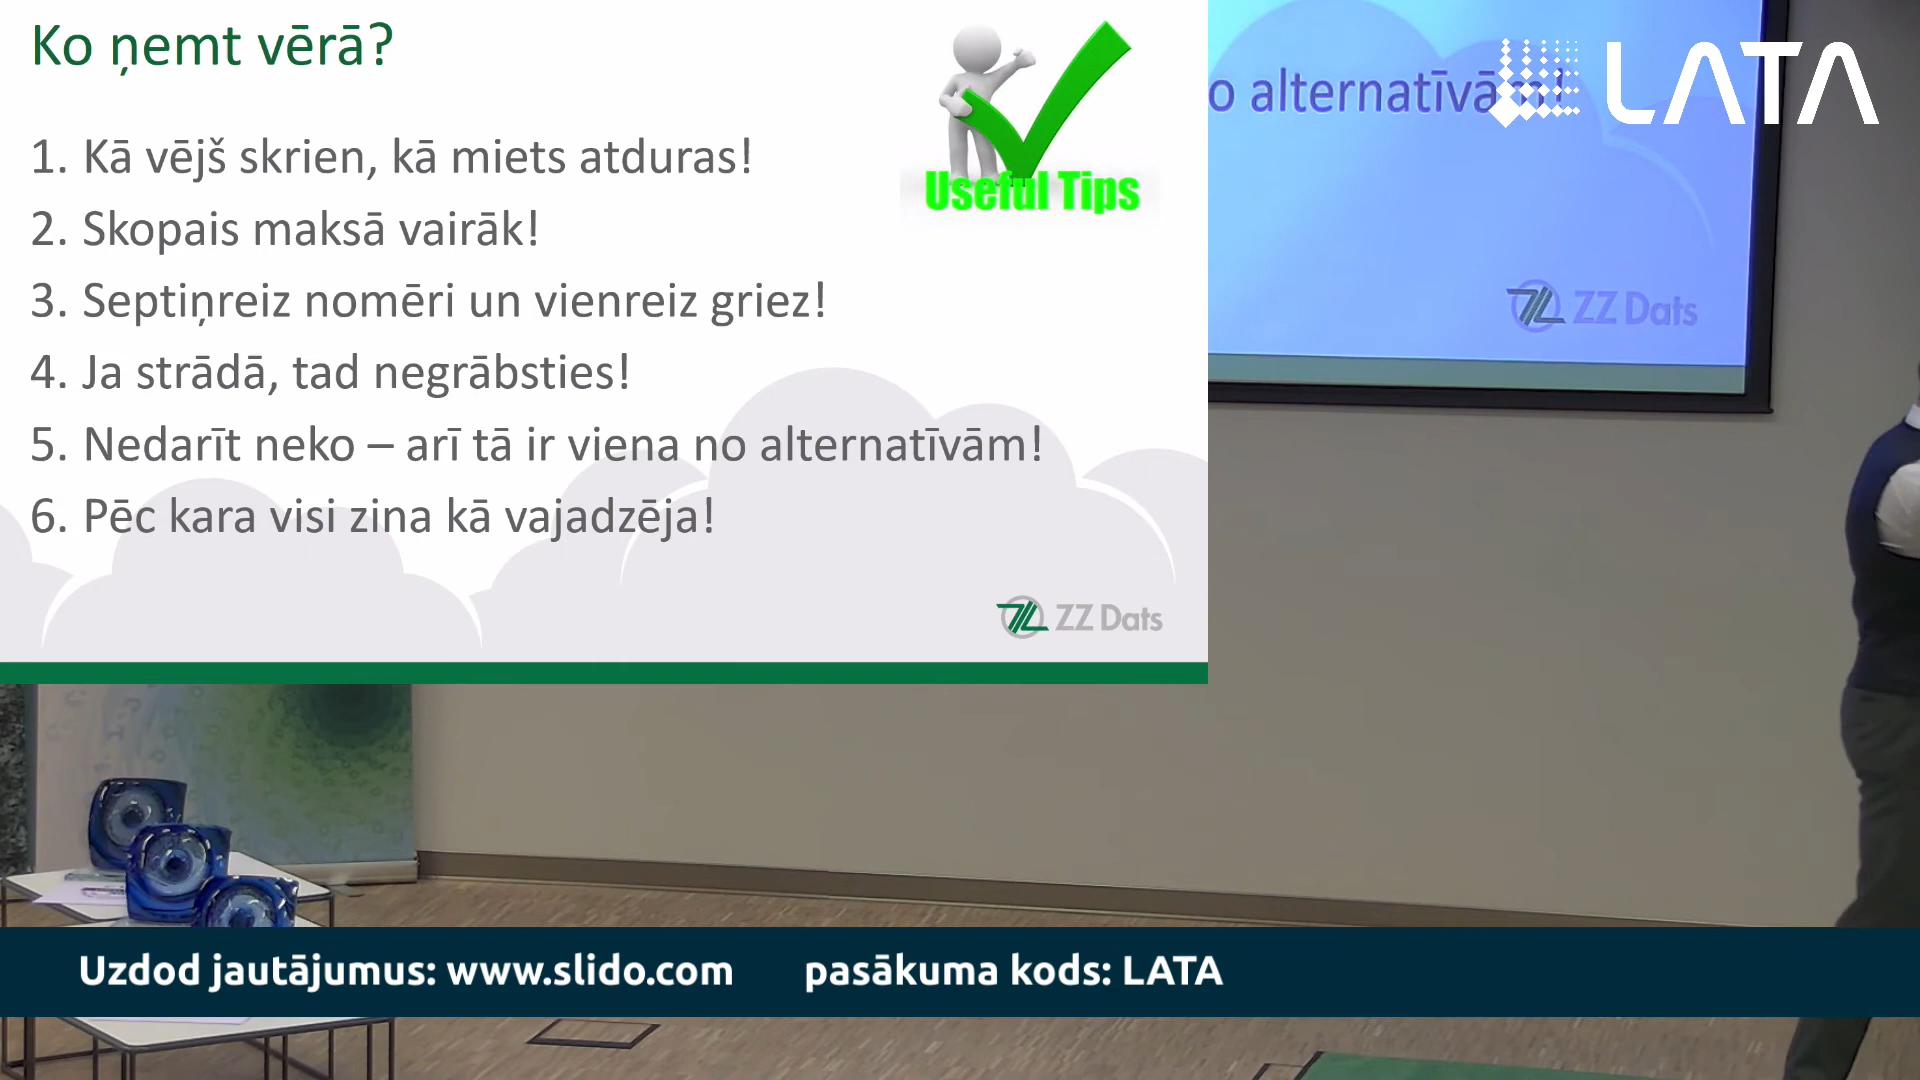 Ko ņemt vērā?
1. Kā vējš skrien, kā miets atduras!
2. Skopais maksā vairāk!
3. Septiņreiz nomēri un vienreiz griez!
4. Ja strādā, tad negrābsties!
5. Nedarīt neko – arī tā ir viena no alternatīvām!
6. Pēc kara visi zina kā vajadzēja!
Useful Tips
ZZ Dats
o alternatīvām!
LATA
ZZ Dats
Uzdod jautājumus: www.slido.com pasākuma kods: LATA